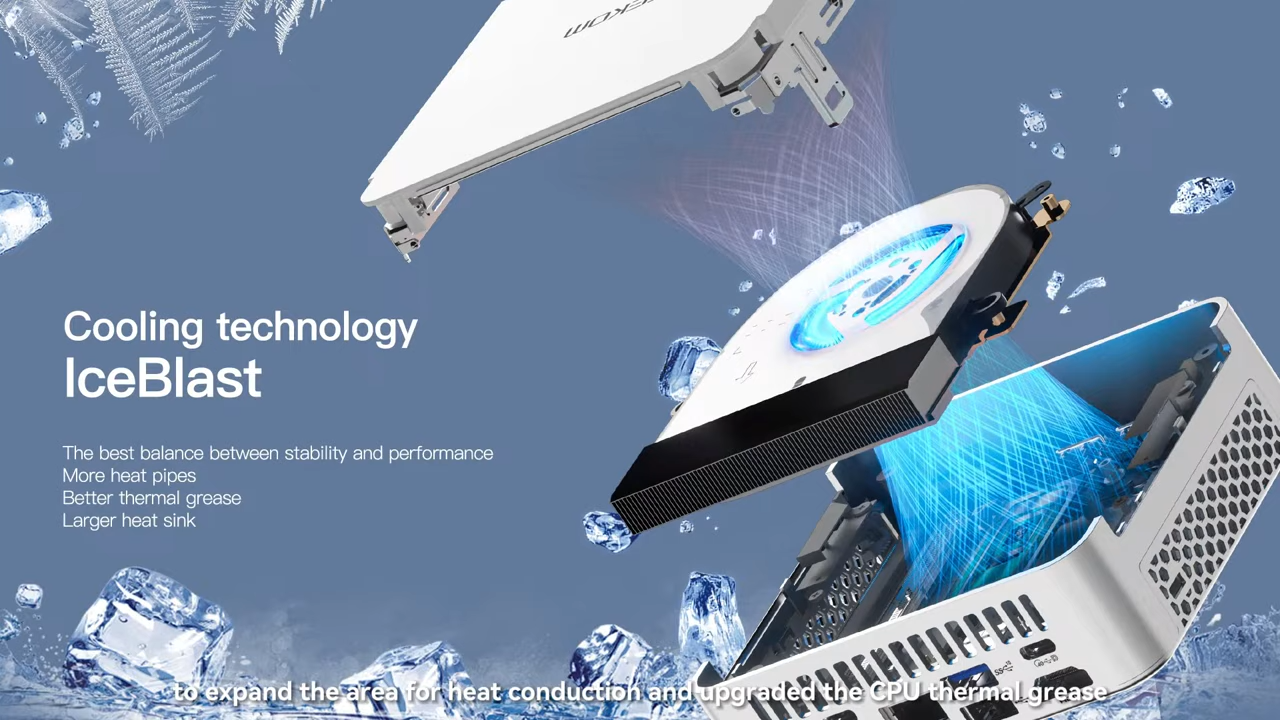 Cooling technology
IceBlast
The best balance between stability and performance
More heat pipes
Better thermal grease
Larger heat sink
to expand the area for heat conduction and upgraded the CPU thermal grease